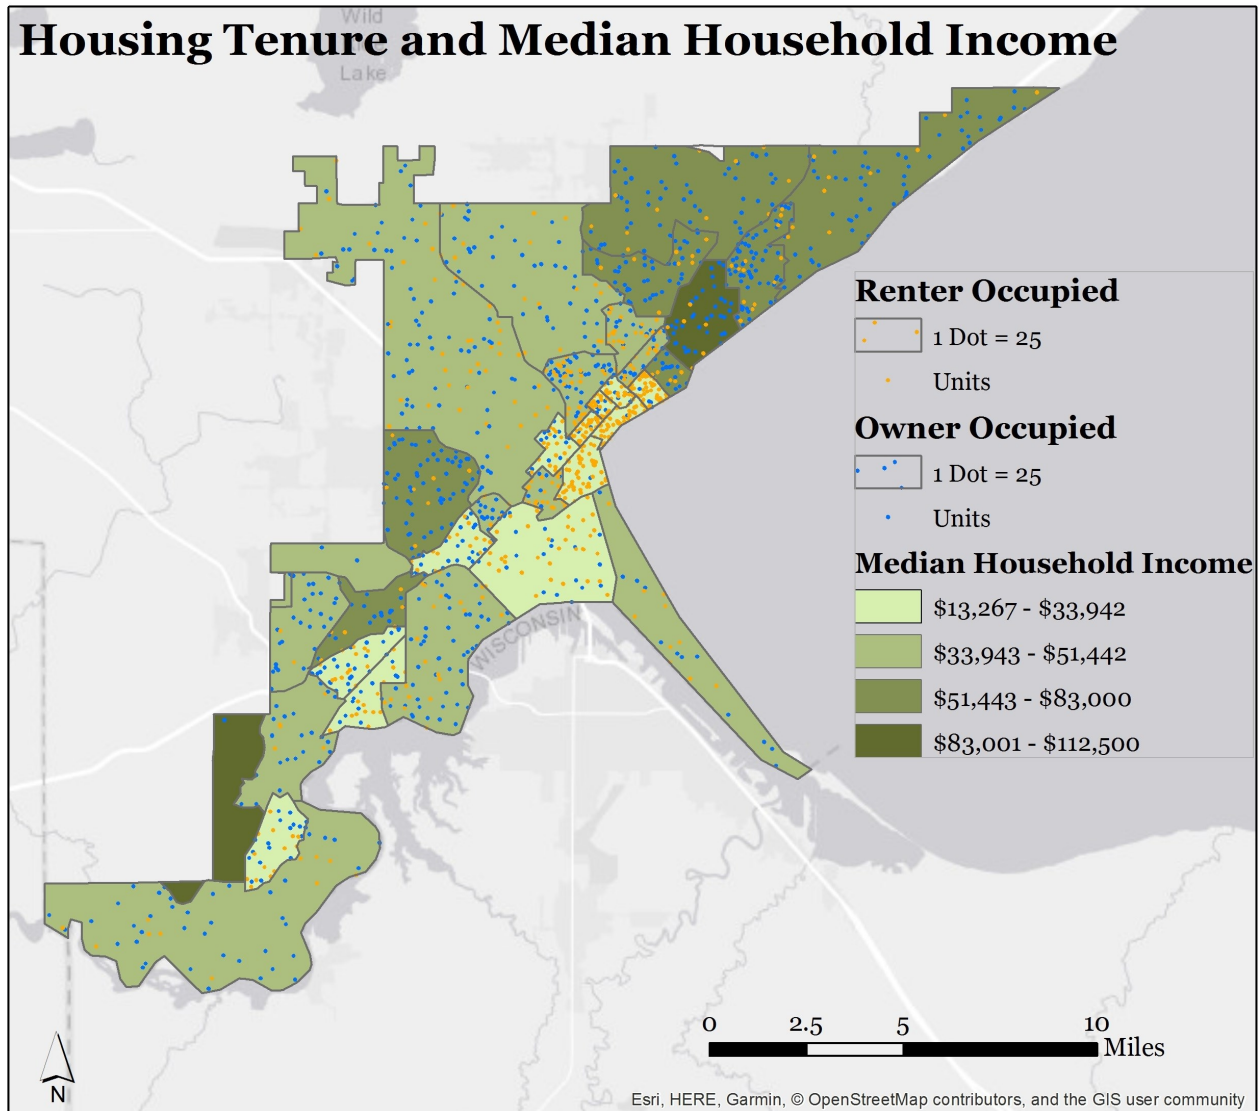 Housing Tenure and Median Household Income
Wild
Lake
Renter Occupied
1 Dot = 25
Units
Owner Occupied
1 Dot = 25
Units
Median Household Income
$13,267 - $33,942
$33,943 - $51,442
$51,443 - $83,000
$83,001 - $112,500
WISCONSIN
0 2.5 5 10
Miles
N
Esri, HERE, Garmin, © OpenStreetMap contributors, and the GIS user community